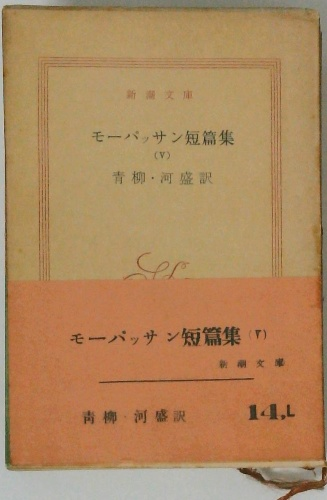 新潮文庫
モーパッサン短篇集
(V)
青柳・河盛訳
モーパッサン短篇集(V)
新潮文庫
青柳・河盛訳
14,L